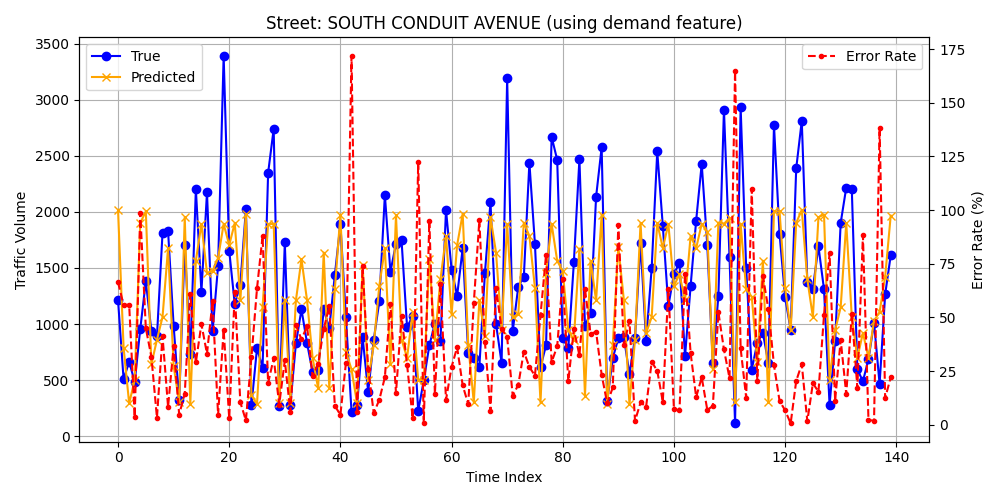 Street: SOUTH CONDUIT AVENUE (using demand feature)
True
Predicted
Error Rate
Traffic Volume
3500
3000
2500
2000
1500
1000
500
0
175
150
125
100
75
50
25
0
Error Rate (%)
0 20 40 60 80 100 120 140
Time Index